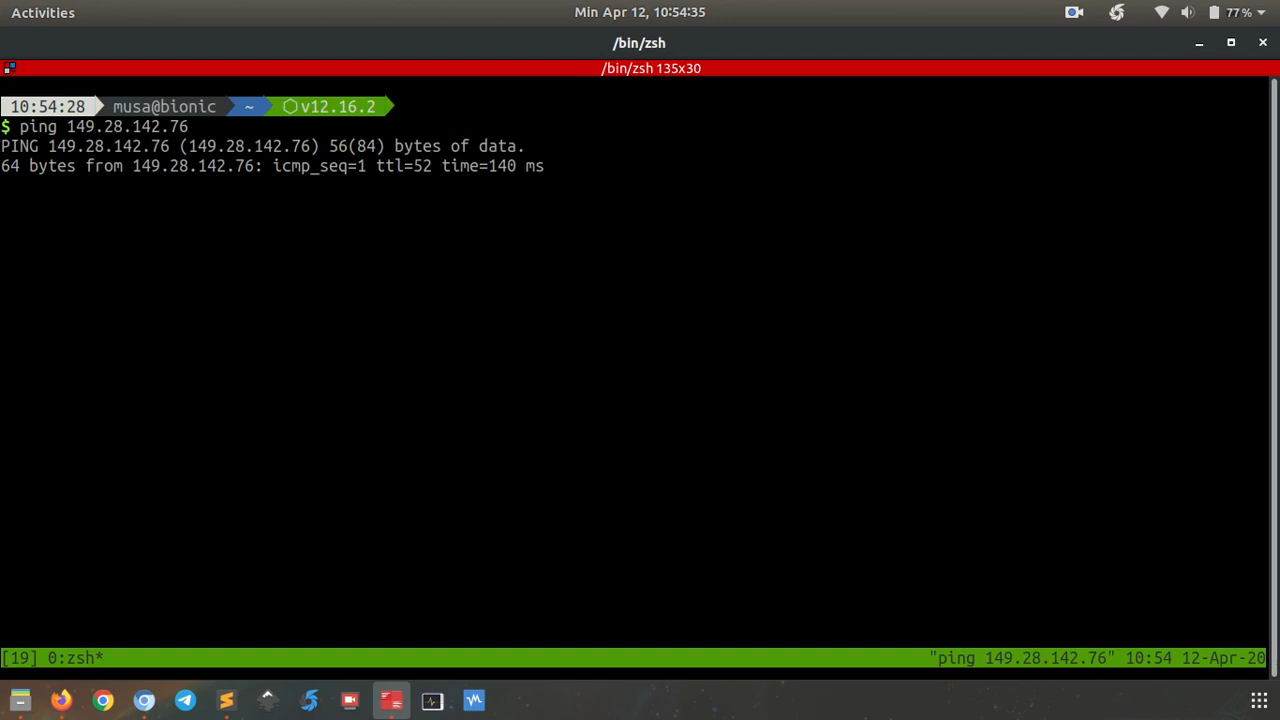 Activities
Min Apr 12, 10:54:35
77%
/bin/zsh
/bin/zsh 135x30
10:54:28 musa@bionic ~ v12.16.2
$ ping 149.28.142.76
PING 149.28.142.76 (149.28.142.76) 56(84) bytes of data.
64 bytes from 149.28.142.76: icmp_seq=1 ttl=52 time=140 ms
[19] 0:zsh*
"ping 149.28.142.76" 10:54 12-Apr-20